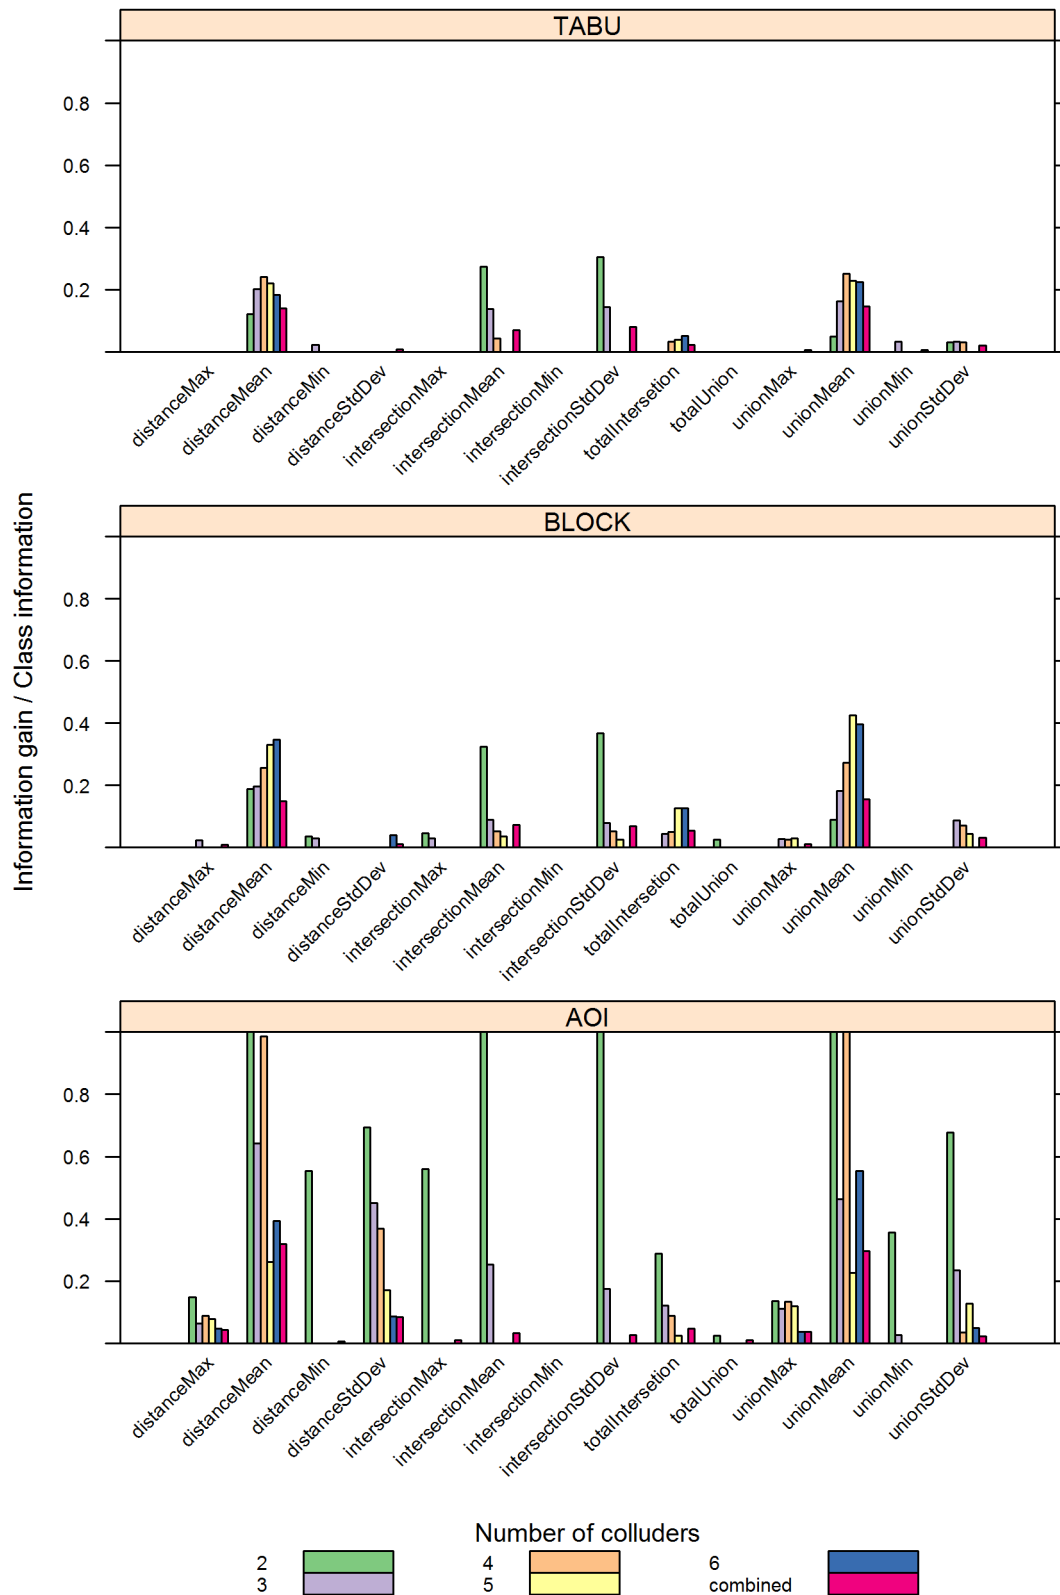 TABU
0.8
0.6
0.4
0.2
distanceMax
distanceMean
distanceMin
distanceStdDev
intersectionMax
intersectionMean
intersectionMin
intersectionStdDev
totalIntersetion
totalUnion
unionMax
unionMean
unionMin
unionStdDev
Information gain / Class information
BLOCK
0.8
0.6
0.4
0.2
distanceMax
distanceMean
distanceMin
distanceStdDev
intersectionMax
intersectionMean
intersectionMin
intersectionStdDev
totalIntersetion
totalUnion
unionMax
unionMean
unionMin
unionStdDev
AOI
0.8
0.6
0.4
0.2
distanceMax
distanceMean
distanceMin
distanceStdDev
intersectionMax
intersectionMean
intersectionMin
intersectionStdDev
totalIntersetion
totalUnion
unionMax
unionMean
unionMin
unionStdDev
Number of colluders
2 4 6
3 5 combined